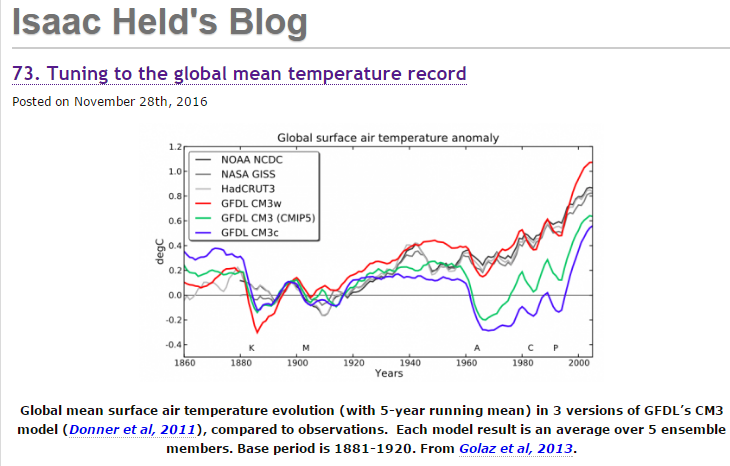 Isaac Held's Blog
73. Tuning to the global mean temperature record
Posted on November 28th, 2016
Global surface air temperature anomaly
1.2
1.0
0.8
0.6
0.4
0.2
0.0
-0.2
-0.4
degC
NOAA NCDC
NASA GISS
HadCRUT3
GFDL CM3w
GFDL CM3 (CMIP5)
GFDL CM3c
K M A C P
1860 1880 1900 1920 1940 1960 1980 2000
Years
Global mean surface air temperature evolution (with 5-year running mean) in 3 versions of GFDL's CM3
model (Donner et al, 2011), compared to observations. Each model result is an average over 5 ensemble
members. Base period is 1881-1920. From Golaz et al, 2013.